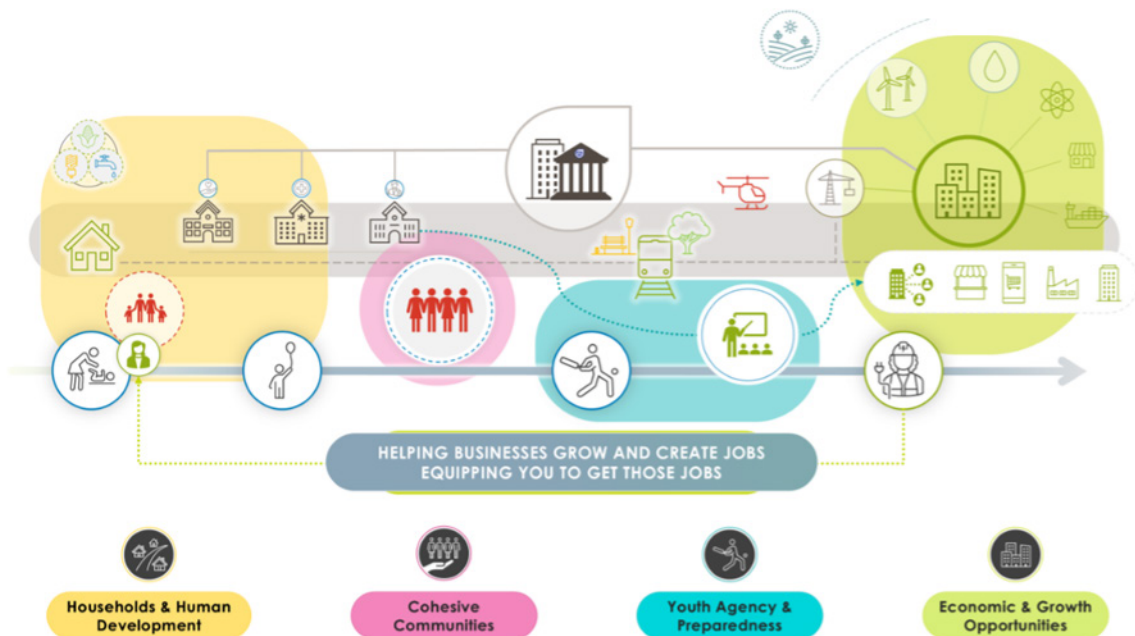 HELPING BUSINESSES GROW AND CREATE JOBS
EQUIPPING YOU TO GET THOSE JOBS
Households & Human
Development
Cohesive
Communities
Youth Agency &
Preparedness
Economic & Growth
Opportunities